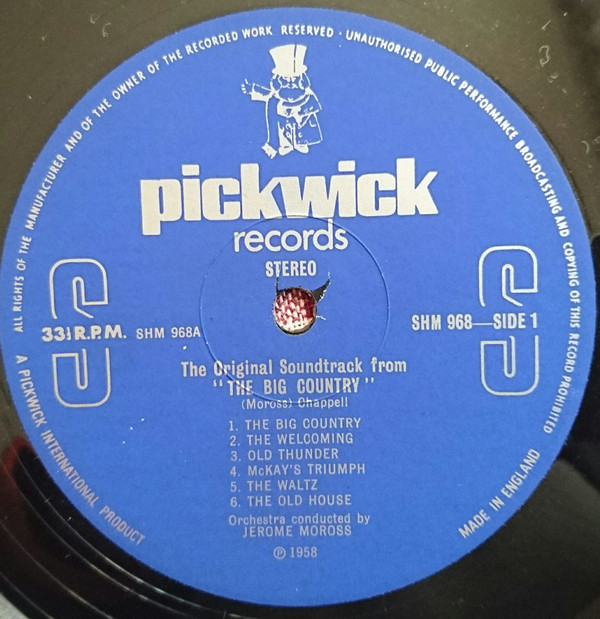 ALL RIGHTS OF THE MANUFACTURER AND OF THE OWNER OF THE RECORDED WORK RESERVED · UNAUTHORISED PUBLIC PERFORMANCE BROADCASTING AND COPYING OF THIS RECORD PROHIBITED
pickwick
records
STEREO
33⅓ R.P.M. SHM 968A
SHM 968—SIDE 1
The Original Soundtrack from
"THE BIG COUNTRY"
(Moross) Chappell
1. THE BIG COUNTRY
2. THE WELCOMING
3. OLD THUNDER
4. McKAY'S TRIUMPH
5. THE WALTZ
6. THE OLD HOUSE
Orchestra conducted by
JEROME MOROSS
℗ 1958
A PICKWICK INTERNATIONAL PRODUCT
MADE IN ENGLAND